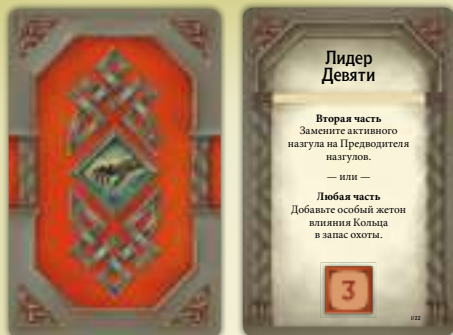 Лидер
Девяти
Вторая часть
Замените активного
назгула на Предводителя
назгулов.
— или —
Любая часть
Добавьте особый жетон
влияния Кольца
в запас охоты.
3